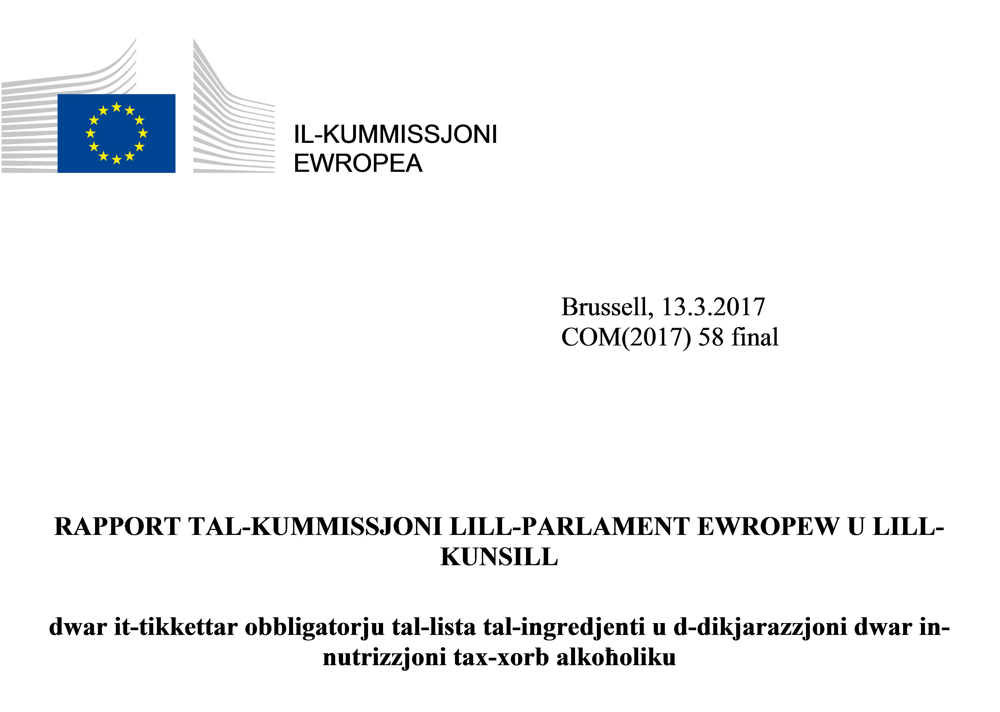 IL-KUMMISSJONI
EWROPEA
Brussell, 13.3.2017
COM(2017) 58 final
RAPPORT TAL-KUMMISSJONI LILL-PARLAMENT EWROPEW U LILL-
KUNSILL
dwar it-tikkettar obbligatorju tal-lista tal-ingredjenti u d-dikjarazzjoni dwar in-
nutrizzjoni tax-xorb alkoħoliku